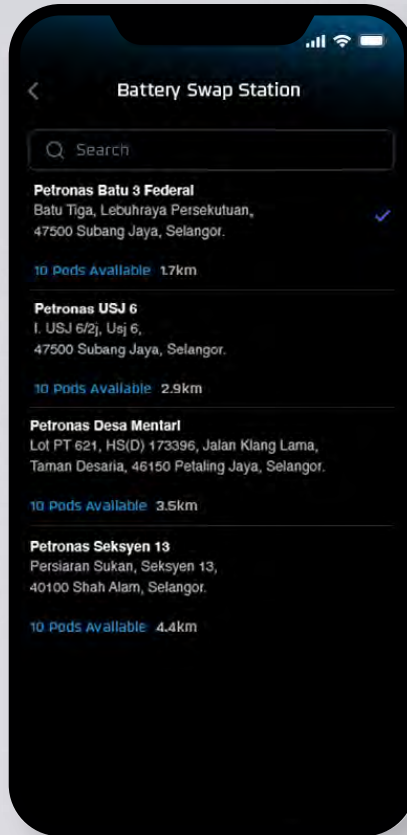 Battery Swap Station
Search
Petronas Batu 3 Federal
Batu Tiga, Lebuhraya Persekutuan,
47500 Subang Jaya, Selangor.
10 Pods Available 1.7km
Petronas USJ 6
I. USJ 6/2j, Usj 6,
47500 Subang Jaya, Selangor.
10 Pods Available 2.9km
Petronas Desa Mentari
Lot PT 621, HS(D) 173396, Jalan Klang Lama,
Taman Desaria, 46150 Petaling Jaya, Selangor.
10 Pods Available 3.5km
Petronas Seksyen 13
Persiaran Sukan, Seksyen 13,
40100 Shah Alam, Selangor.
10 Pods Available 4.4km